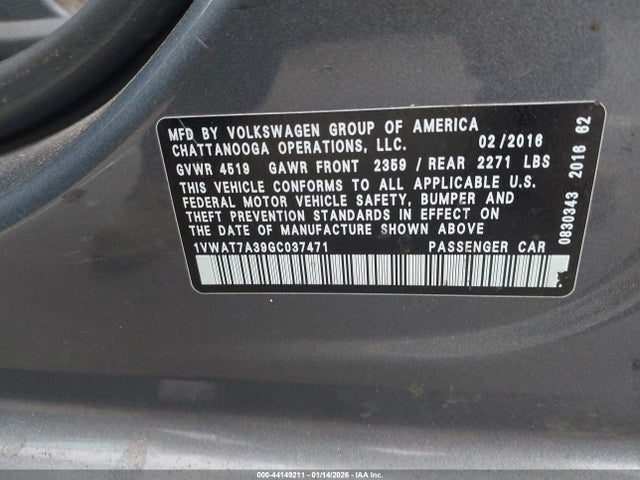 MFD BY VOLKSWAGEN GROUP OF AMERICA
CHATTANOOGA OPERATIONS, LLC. 02/2016
GVWR 4519 GAWR FRONT 2359 / REAR 2271 LBS
THIS VEHICLE CONFORMS TO ALL APPLICABLE U.S.
FEDERAL MOTOR VEHICLE SAFETY, BUMPER AND
THEFT PREVENTION STANDARDS IN EFFECT ON
THE DATE OF MANUFACTURE SHOWN ABOVE
1VWAT7A39GC037471 PASSENGER CAR
0830343 2016 62
000-44149211 - 01/14/2026 - IAA Inc.